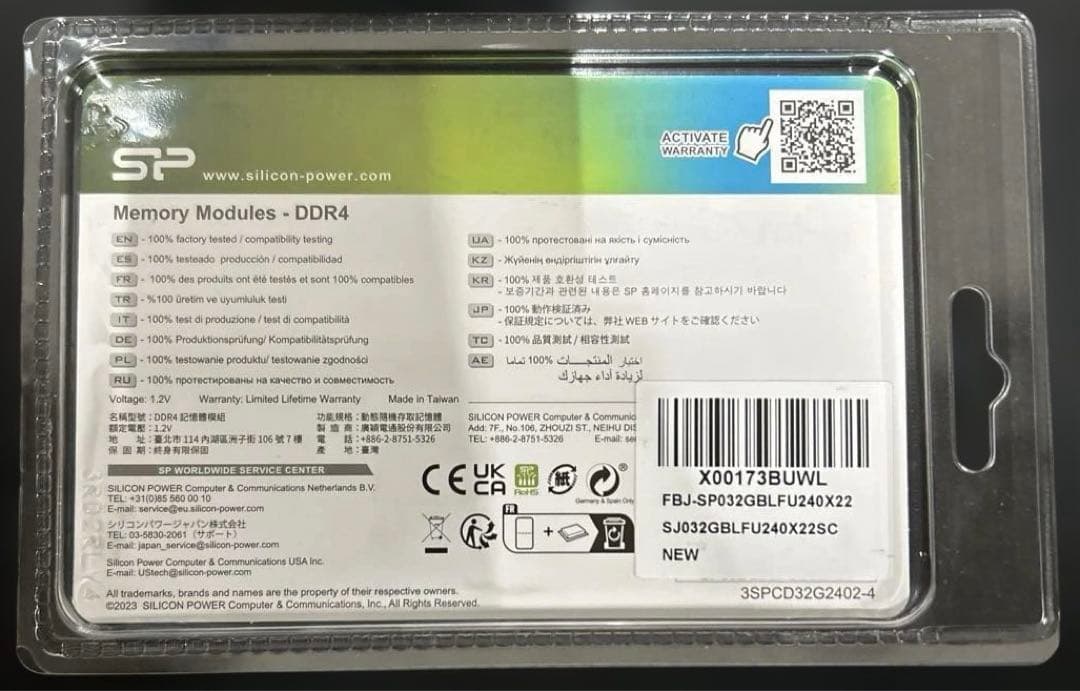 ACTIVATE
WARRANTY
SP www.silicon-power.com
Memory Modules - DDR4
EN - 100% factory tested / compatibility testing
ES - 100% testeado producción / compatibilidad
FR - 100% des produits ont été testés et sont 100% compatibles
TR - %100 üretim ve uyumluluk testi
IT - 100% test di produzione / test di compatibilità
DE - 100% Produktionsprüfung/ Kompatibilitätsprüfung
PL - 100% testowanie produktu/ testowanie zgodności
RU - 100% протестированы на качество и совместимость
UA - 100% протестовані на якість і сумісність
KZ - Жүйенің өндіріштігін ұлғайту
KR - 100% 제품 호환성 테스트
- 보증기간과 관련된 내용은 SP 홈페이지를 참고하시기 바랍니다
JP - 100% 動作検証済み
- 保証規定については、弊社WEBサイトをご確認ください
TC - 100% 品質測試 / 相容性測試
AE اختبار المنتجات 100% تماما
لزيادة أداء جهازك
Voltage: 1.2V Warranty: Limited Lifetime Warranty Made in Taiwan
名稱型號：DDR4 記憶體模組
額定電壓：1.2V
地 址：臺北市 114 內湖區洲子街 106 號 7 樓
保 固 期：終身有限保固
功能規格：動態隨機存取記憶體
製 造 商：廣穎電通股份有限公司
電 話：+886-2-8751-5326
產 地：臺灣
SILICON POWER Computer & Communic
Add: 7F., No.106, ZHOUZI ST., NEIHU DIS
TEL: +886-2-8751-5326 E-mail: se
SP WORLDWIDE SERVICE CENTER
SILICON POWER Computer & Communications Netherlands B.V.
TEL: +31(0)85 560 00 10
E-mail: service@eu.silicon-power.com
シリコンパワージャパン株式会社
TEL: 03-5830-2061（サポート）
E-mail: japan_service@silicon-power.com
Silicon Power Computer & Communications USA Inc.
E-mail: UStech@silicon-power.com
CE UK
CA SP
RoHS 紙 ®
Germany & Spain Only
FR
+
All trademarks, brands and names are the property of their respective owners.
©2023 SILICON POWER Computer & Communications, Inc., All Rights Reserved.
X00173BUWL
FBJ-SP032GBLFU240X22
SJ032GBLFU240X22SC
NEW
3SPCD32G2402-4